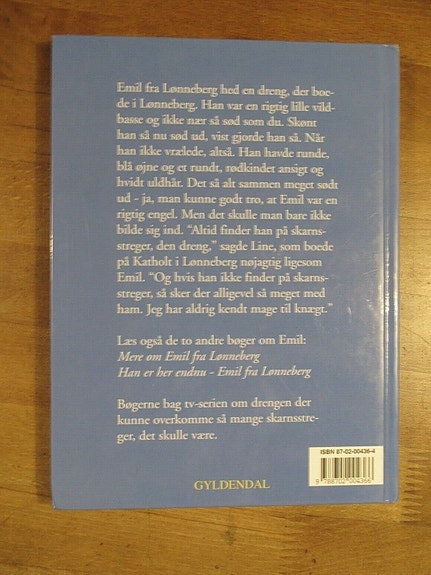 Emil fra Lønneberg hed en dreng, der boe-
de i Lønneberg. Han var en rigtig lille vild-
basse og ikke nær så sød som du. Skønt
han så nu sød ud, vist gjorde han så. Når
han ikke vrælede, altså. Han havde runde,
blå øjne og et rundt, rødkindet ansigt og
hvidt uldhår. Det så alt sammen meget sødt
ud - ja, man kunne godt tro, at Emil var en
rigtig engel. Men det skulle man bare ikke
bilde sig ind. "Altid finder han på skarns-
streger, den dreng," sagde Line, som boede
på Katholt i Lønneberg nøjagtig ligesom
Emil. "Og hvis han ikke finder på skarns-
streger, så sker der alligevel så meget med
ham. Jeg har aldrig kendt mage til knægt."
Læs også de to andre bøger om Emil:
Mere om Emil fra Lønneberg
Han er her endnu - Emil fra Lønneberg
Bøgerne bag tv-serien om drengen der
kunne overkomme så mange skarnsstre-
ger, det skulle være.
ISBN 87-02-00436-4
9 788702 004366
GYLDENDAL